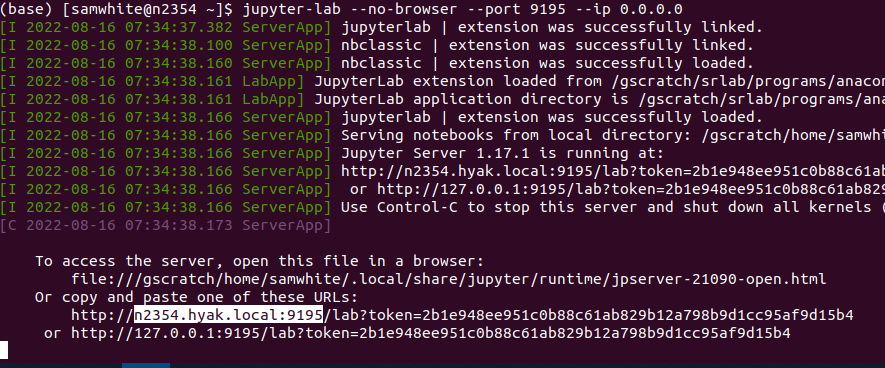 (base) [samwhite@n2354 ~]$ jupyter-lab --no-browser --port 9195 --ip 0.0.0.0
[I 2022-08-16 07:34:37.382 ServerApp] jupyterlab | extension was successfully linked.
[I 2022-08-16 07:34:38.100 ServerApp] nbclassic | extension was successfully linked.
[I 2022-08-16 07:34:38.160 ServerApp] nbclassic | extension was successfully loaded.
[I 2022-08-16 07:34:38.161 LabApp] JupyterLab extension loaded from /gscratch/srlab/programs/anacon
[I 2022-08-16 07:34:38.161 LabApp] JupyterLab application directory is /gscratch/srlab/programs/ana
[I 2022-08-16 07:34:38.166 ServerApp] jupyterlab | extension was successfully loaded.
[I 2022-08-16 07:34:38.166 ServerApp] Serving notebooks from local directory: /gscratch/home/samwhi
[I 2022-08-16 07:34:38.166 ServerApp] Jupyter Server 1.17.1 is running at:
[I 2022-08-16 07:34:38.166 ServerApp] http://n2354.hyak.local:9195/lab?token=2b1e948ee951c0b88c61ab
[I 2022-08-16 07:34:38.166 ServerApp]  or http://127.0.0.1:9195/lab?token=2b1e948ee951c0b88c61ab829
[I 2022-08-16 07:34:38.166 ServerApp] Use Control-C to stop this server and shut down all kernels (
[C 2022-08-16 07:34:38.173 ServerApp]
To access the server, open this file in a browser:
file:///gscratch/home/samwhite/.local/share/jupyter/runtime/jpserver-21090-open.html
Or copy and paste one of these URLs:
http://n2354.hyak.local:9195/lab?token=2b1e948ee951c0b88c61ab829b12a798b9d1cc95af9d15b4
or http://127.0.0.1:9195/lab?token=2b1e948ee951c0b88c61ab829b12a798b9d1cc95af9d15b4